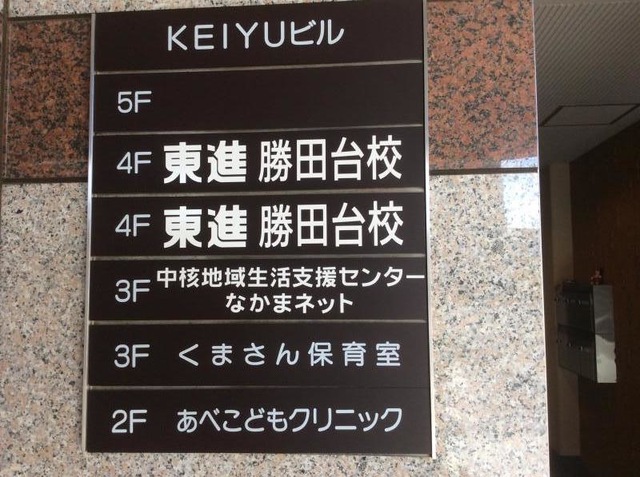 KEIYUビル
5F
4F 東進 勝田台校
4F 東進 勝田台校
3F 中核地域生活支援センター
なかまネット
3F くまさん保育室
2F あべこどもクリニック